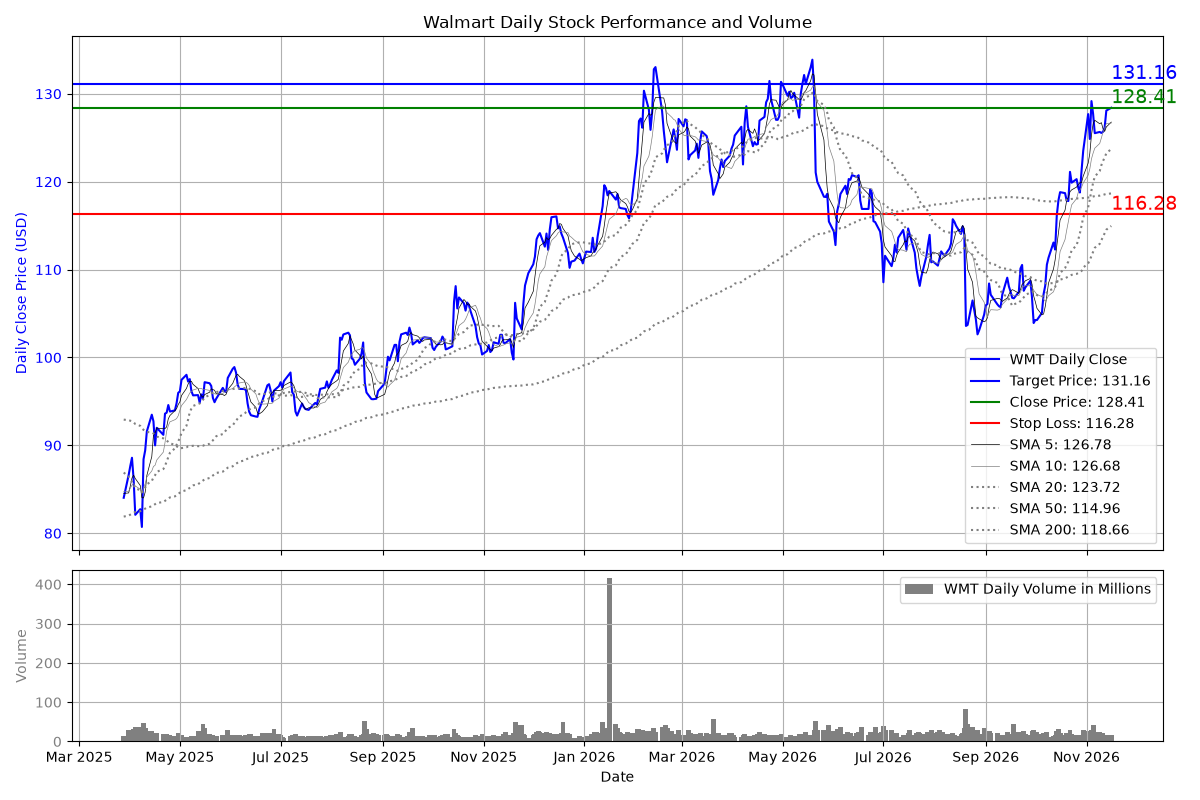 Walmart Daily Stock Performance and Volume
Daily Close Price (USD)
130
120
110
100
90
80
131.16
128.41
116.28
WMT Daily Close
Target Price: 131.16
Close Price: 128.41
Stop Loss: 116.28
SMA 5: 126.78
SMA 10: 126.68
SMA 20: 123.72
SMA 50: 114.96
SMA 200: 118.66
Volume
400
300
200
100
0
WMT Daily Volume in Millions
Mar 2025 May 2025 Jul 2025 Sep 2025 Nov 2025 Jan 2026 Mar 2026 May 2026 Jul 2026 Sep 2026 Nov 2026
Date